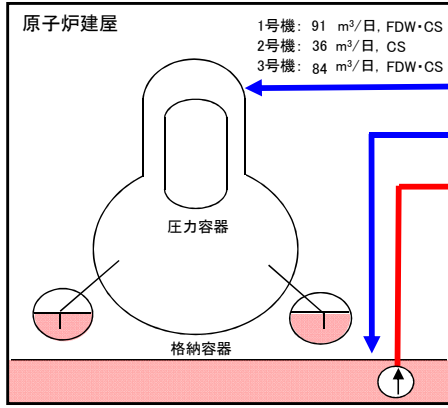 原子炉建屋
1号機: 91 m³/日, FDW・CS
2号機: 36 m³/日, CS
3号機: 84 m³/日, FDW・CS
圧力容器
格納容器